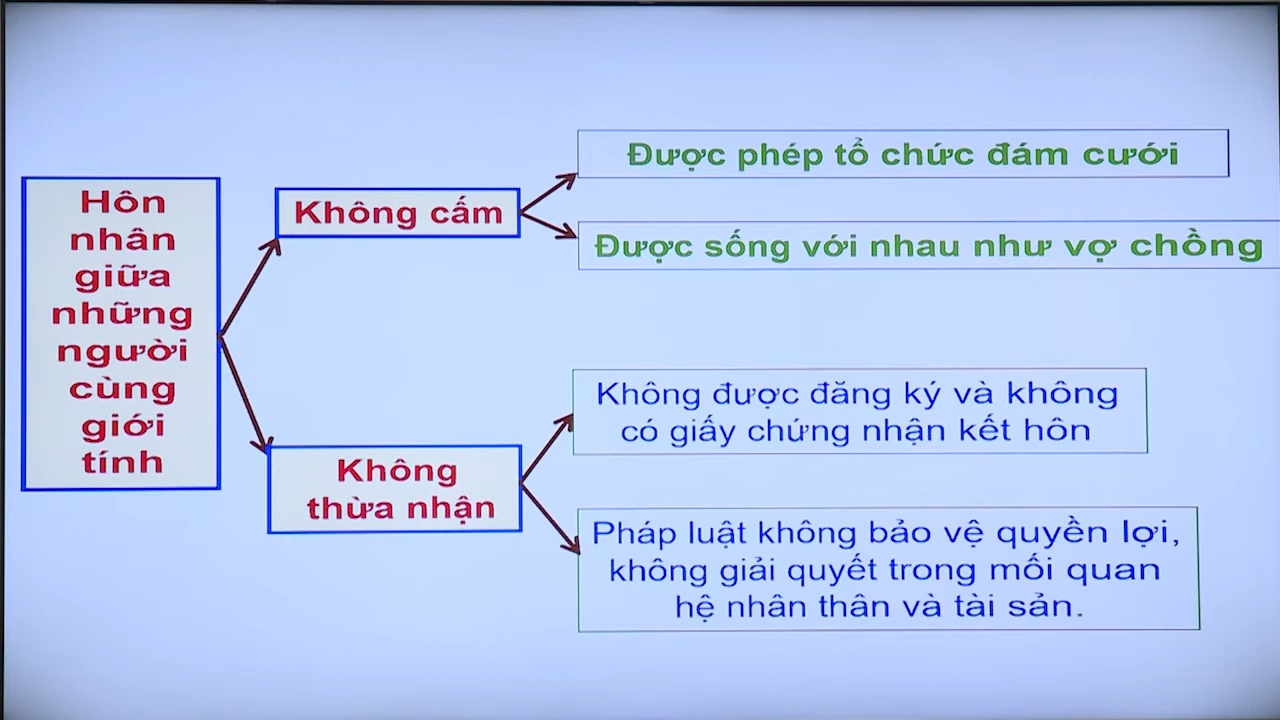 Hôn
nhân
giữa
những
người
cùng
giới
tính
Không cấm
Được phép tổ chức đám cưới
Được sống với nhau như vợ chồng
Không
thừa nhận
Không được đăng ký và không
có giấy chứng nhận kết hôn
Pháp luật không bảo vệ quyền lợi,
không giải quyết trong mối quan
hệ nhân thân và tài sản.